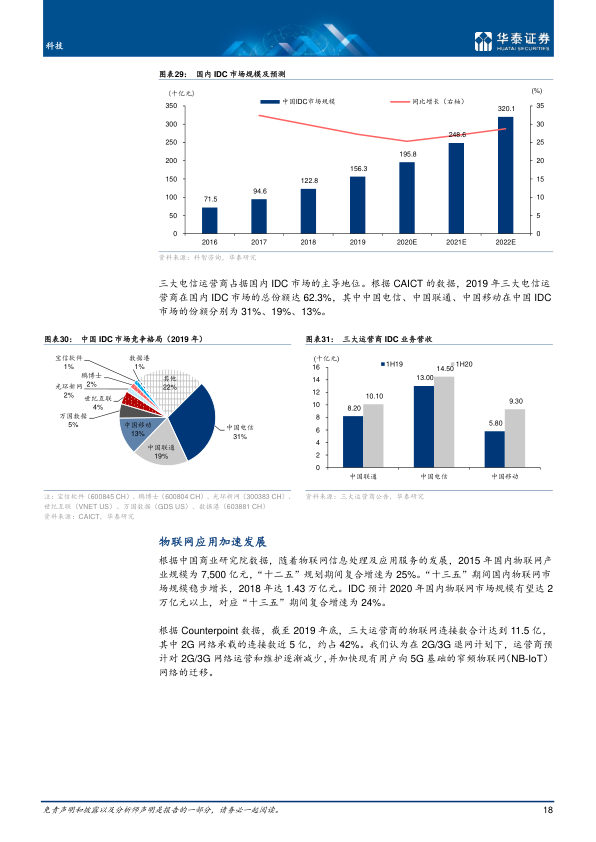 科技
华泰证券
HUATAI SECURITIES
图表29： 国内 IDC 市场规模及预测
(十亿元)
(%)
中国IDC市场规模
同比增长（右轴）
350
300
250
200
150
100
50
0
35
30
25
20
15
10
5
0
71.5
94.6
122.8
156.3
195.8
248.6
320.1
2016
2017
2018
2019
2020E
2021E
2022E
资料来源：科智咨询，华泰研究
三大电信运营商占据国内 IDC 市场的主导地位。根据 CAICT 的数据，2019 年三大电信运
营商在国内 IDC 市场的总份额达 62.3%，其中中国电信、中国联通、中国移动在中国 IDC
市场的份额分别为 31%、19%、13%。
图表30： 中国 IDC 市场竞争格局（2019 年）
宝信软件
1%
数据港
1%
鹏博士
2%
光环新网
2%
世纪互联
4%
万国数据
5%
其他
22%
中国移动
13%
中国联通
19%
中国电信
31%
注：宝信软件（600845 CH）、鹏博士（600804 CH）、光环新网（300383 CH）、
世纪互联（VNET US）、万国数据（GDS US）、数据港（603881 CH）
资料来源：CAICT，华泰研究
图表31： 三大运营商 IDC 业务营收
(十亿元)
1H19
1H20
16
14
12
10
8
6
4
2
0
8.20
10.10
13.00
14.50
5.80
9.30
中国联通
中国电信
中国移动
资料来源：三大运营商公告，华泰研究
物联网应用加速发展
根据中国商业研究院数据，随着物联网信息处理及应用服务的发展，2015 年国内物联网产
业规模为 7,500 亿元，“十二五”规划期间复合增速为 25%。“十三五”期间国内物联网市
场规模稳步增长，2018 年达 1.43 万亿元。IDC 预计 2020 年国内物联网市场规模有望达 2
万亿元以上，对应“十三五”期间复合增速为 24%。
根据 Counterpoint 数据，截至 2019 年底，三大运营商的物联网连接数合计达到 11.5 亿，
其中 2G 网络承载的连接数近 5 亿，约占 42%。我们认为在 2G/3G 退网计划下，运营商预
计对 2G/3G 网络运营和维护逐渐减少，并加快现有用户向 5G 基础的窄频物联网（NB-IoT）
网络的迁移。
免责声明和披露以及分析师声明是报告的一部分，请务必一起阅读。
18